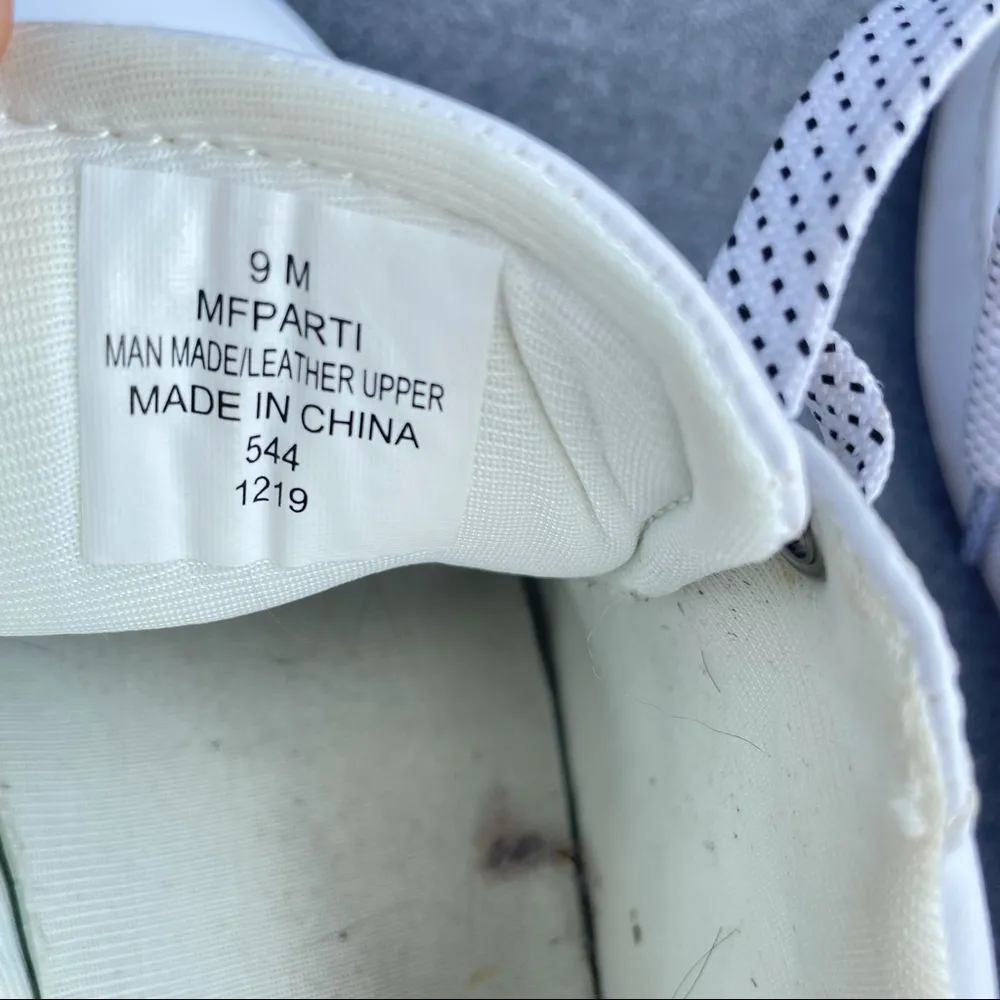 9 M
MFPARTI
MAN MADE/LEATHER UPPER
MADE IN CHINA
544
1219